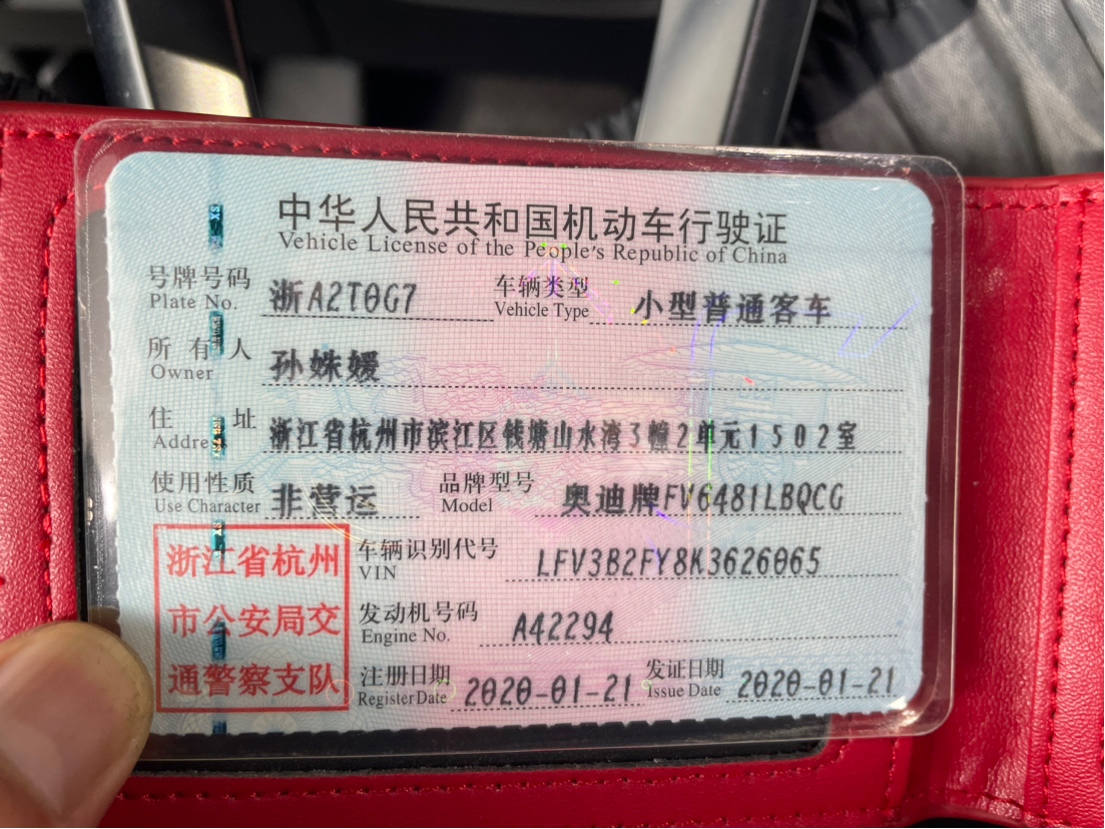 中华人民共和国机动车行驶证
Vehicle License of the People's Republic of China
号牌号码 浙A2T0G7 车辆类型 小型普通客车
Plate No. Vehicle Type
所有人 孙姝媛
Owner
住址 浙江省杭州市滨江区钱塘山水湾3幢2单元1502室
Address
使用性质 非营运 品牌型号 奥迪牌FV6481LBQCG
Use Character Model
浙江省杭州 车辆识别代号 LFV3B2FY8K3626065
VIN
市公安局交 发动机号码 A42294
Engine No.
通警察支队 注册日期 2020-01-21 发证日期 2020-01-21
Register Date Issue Date